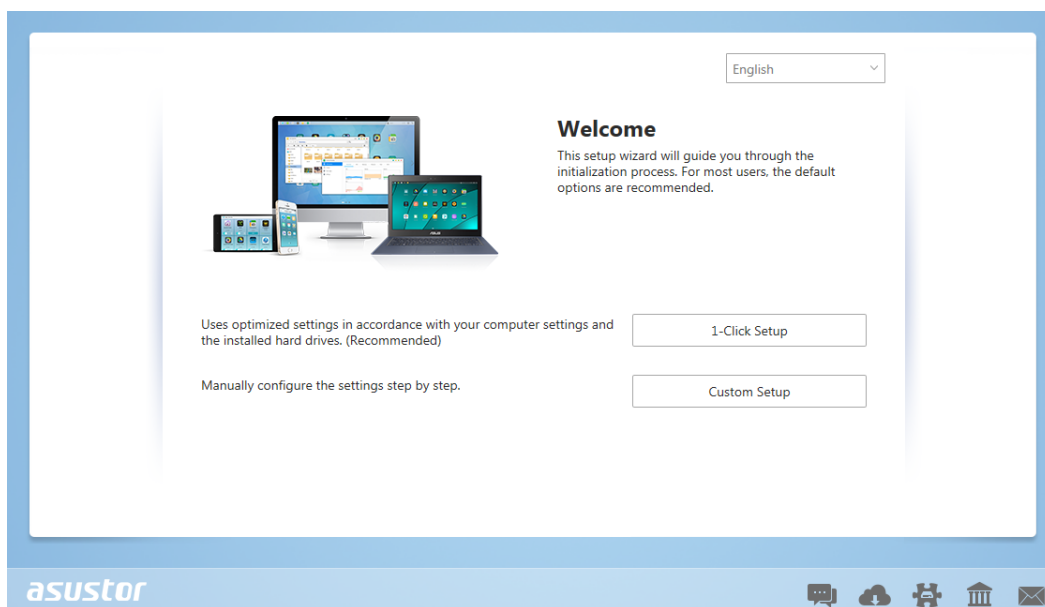 English
Welcome
This setup wizard will guide you through the
initialization process. For most users, the default
options are recommended.
Uses optimized settings in accordance with your computer settings and
the installed hard drives. (Recommended)
1-Click Setup
Manually configure the settings step by step.
Custom Setup
asustor